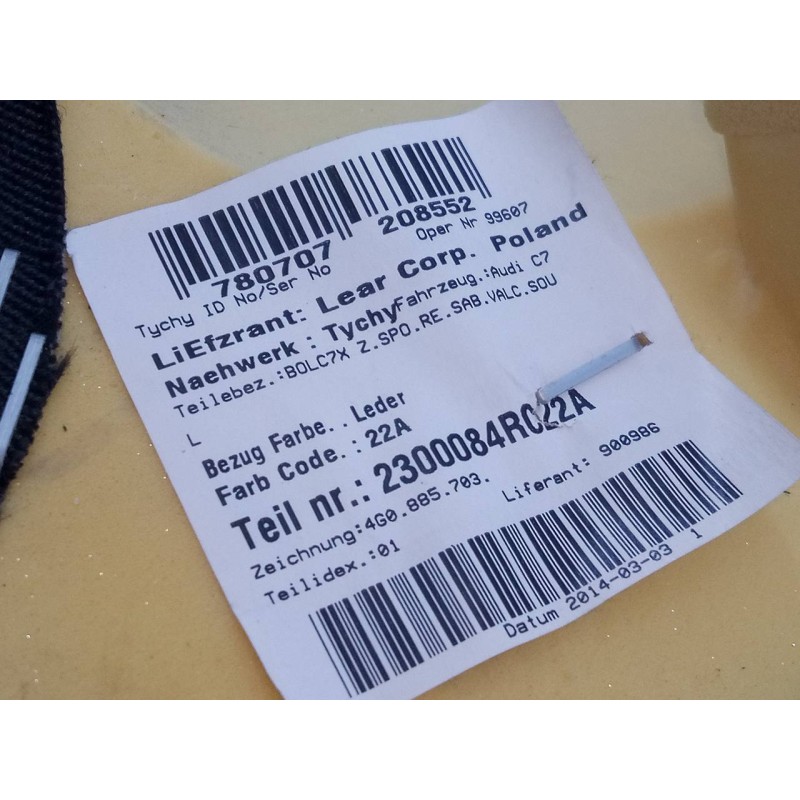 780707 208552
Tychy ID No/Ser No Oper Nr 99607
LiEfzrant: Lear Corp. Poland
Naehwerk : Tychy Fahrzeug.:Audi C7
Teilebez.:BOLC7X Z.SPO.RE.SAB.VALC.SOU
L
Bezug Farbe. . Leder
Farb Code. : 22A
Teil nr.: 2300084R022A
Zeichnung:4G0.885.703. Liferant: 900986
Teilidex.:01
Datum 2014-03-03 1